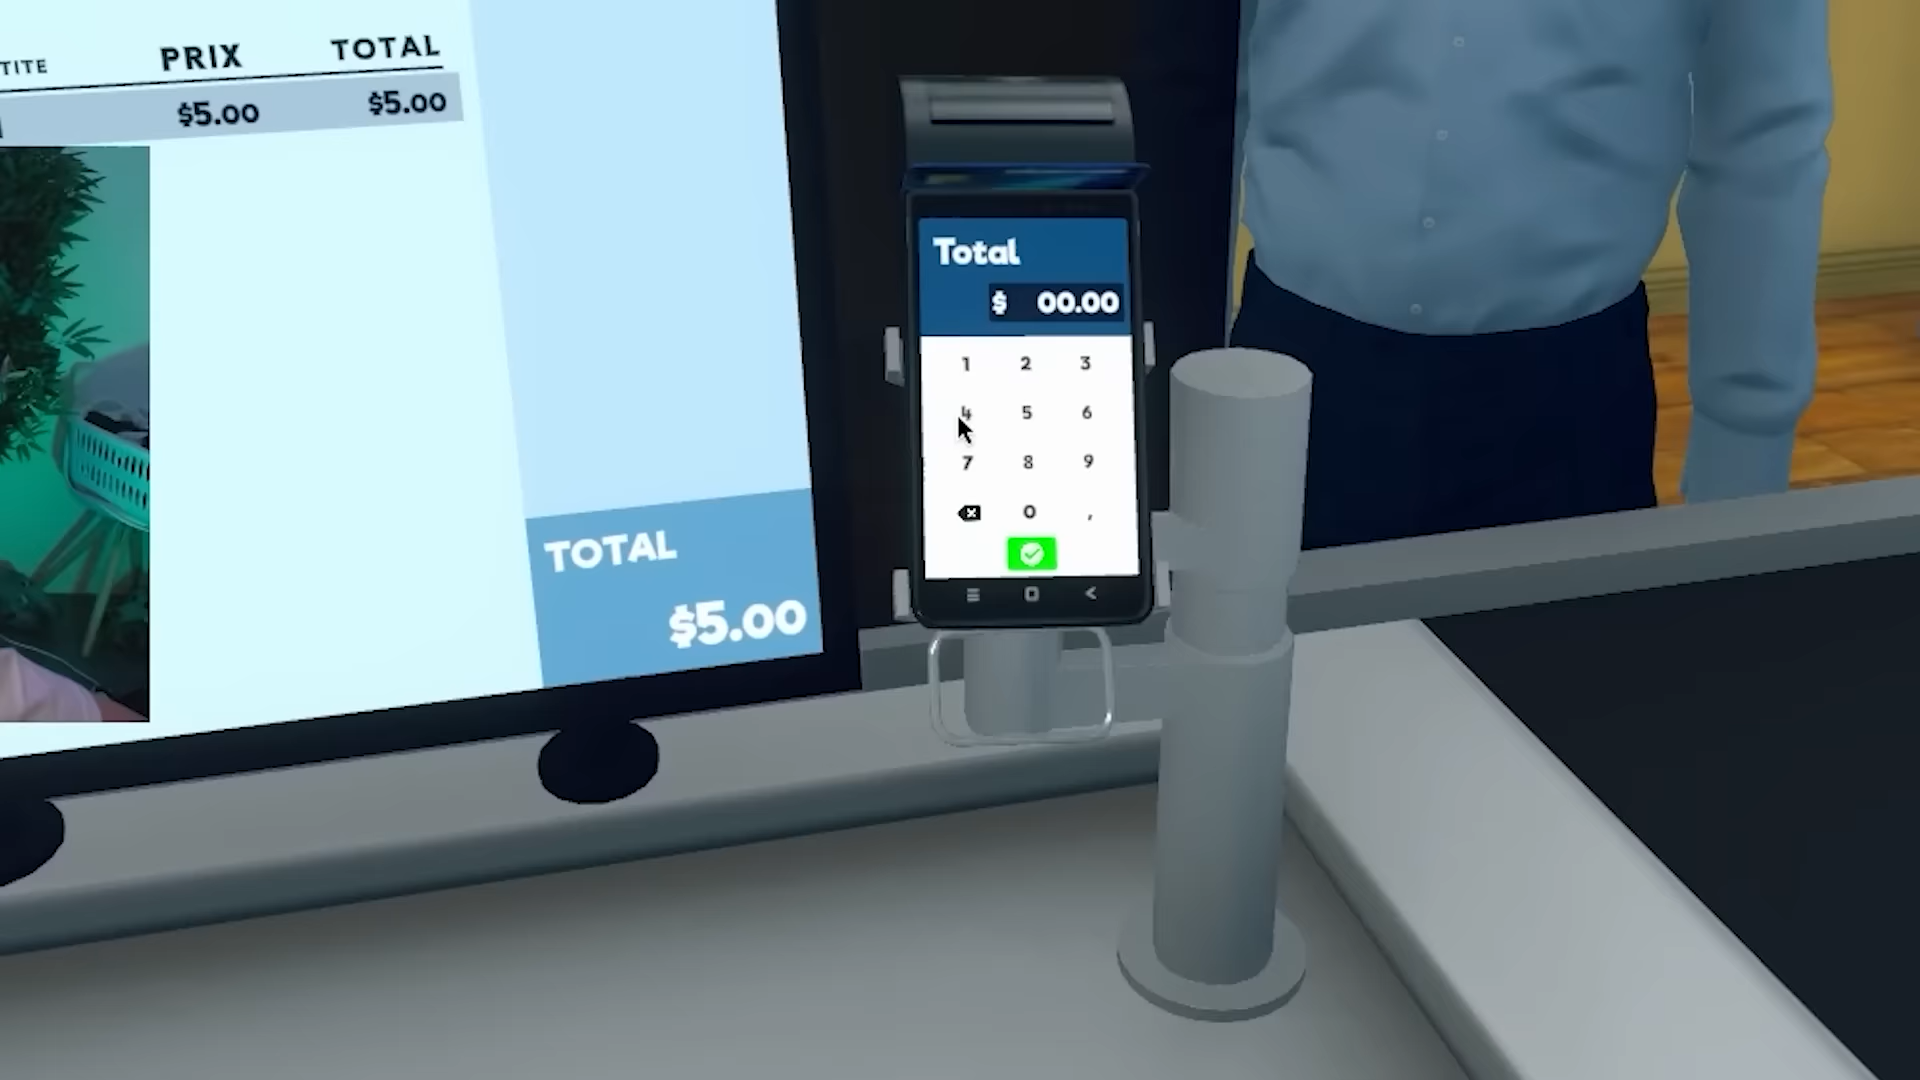 TITE PRIX TOTAL
$5.00 $5.00
TOTAL
$5.00
Total
$ 00.00
1 2 3
4 5 6
7 8 9
0 ,